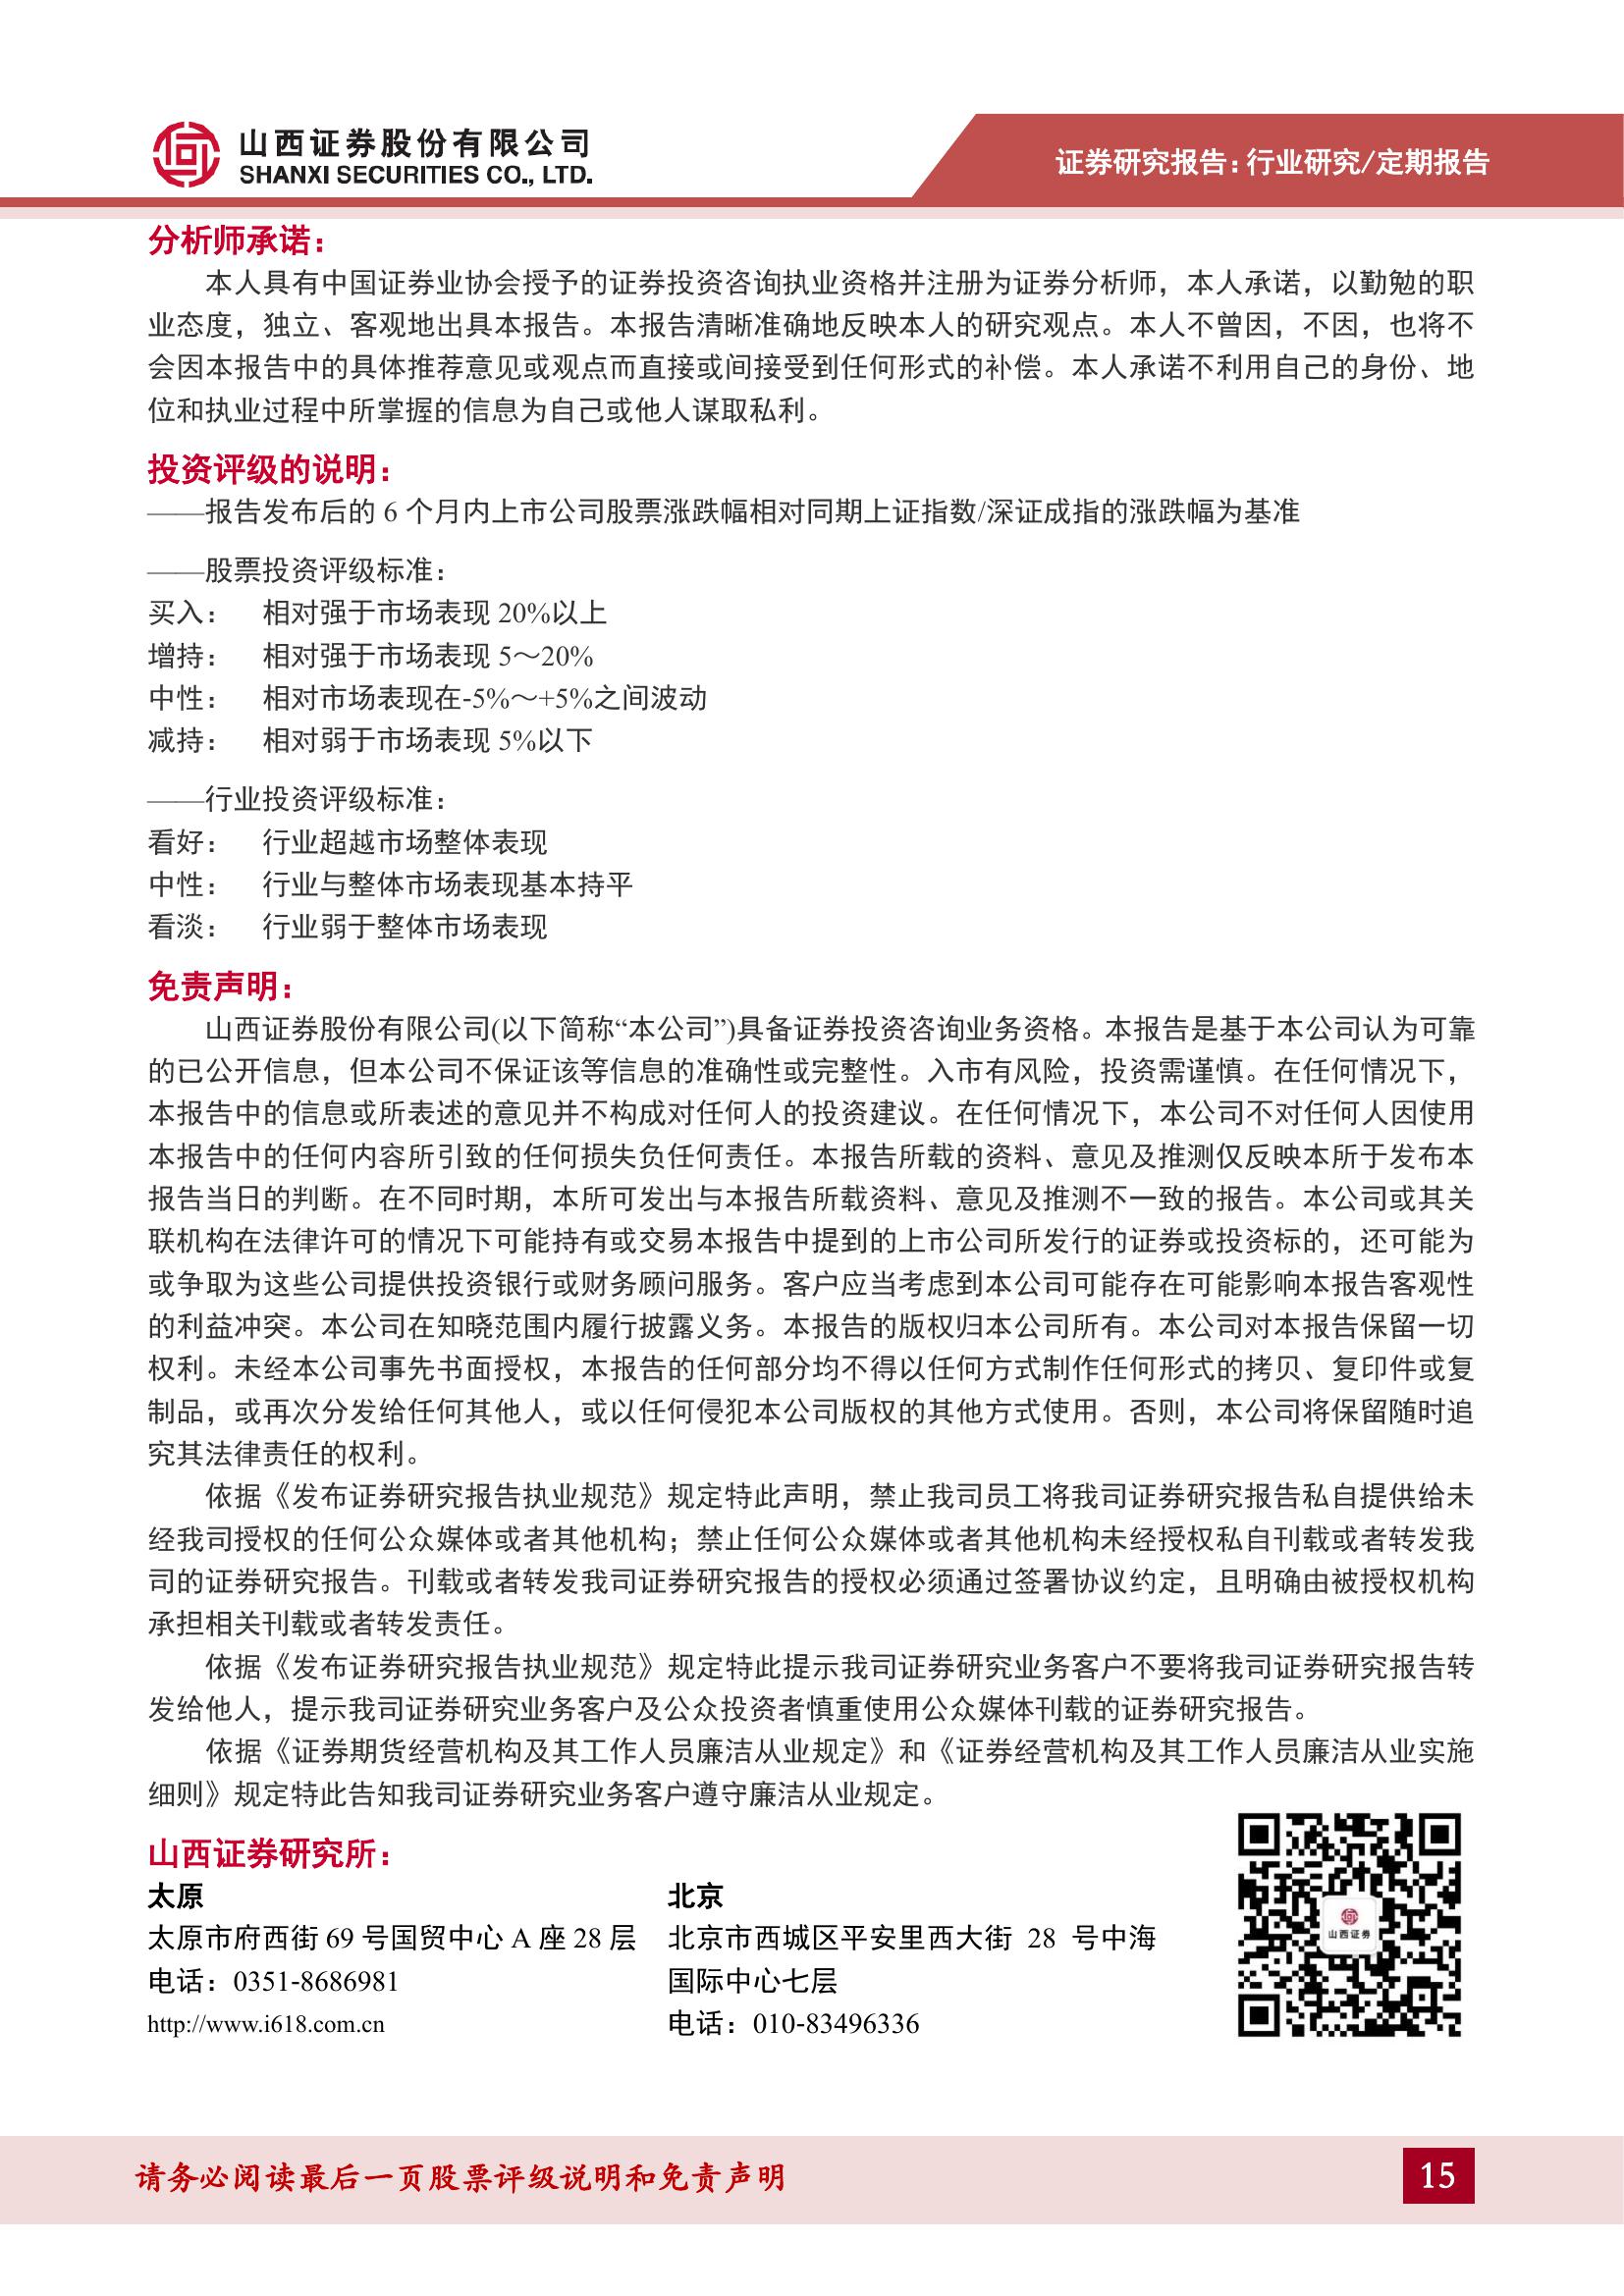 山西证券股份有限公司
SHANXI SECURITIES CO., LTD.
证券研究报告：行业研究/定期报告
分析师承诺：
本人具有中国证券业协会授予的证券投资咨询执业资格并注册为证券分析师，本人承诺，以勤勉的职
业态度，独立、客观地出具本报告。本报告清晰准确地反映本人的研究观点。本人不曾因，不因，也将不
会因本报告中的具体推荐意见或观点而直接或间接受到任何形式的补偿。本人承诺不利用自己的身份、地
位和执业过程中所掌握的信息为自己或他人谋取私利。
投资评级的说明：
——报告发布后的 6 个月内上市公司股票涨跌幅相对同期上证指数/深证成指的涨跌幅为基准
——股票投资评级标准：
买入： 相对强于市场表现 20%以上
增持： 相对强于市场表现 5～20%
中性： 相对市场表现在-5%～+5%之间波动
减持： 相对弱于市场表现 5%以下
——行业投资评级标准：
看好： 行业超越市场整体表现
中性： 行业与整体市场表现基本持平
看淡： 行业弱于整体市场表现
免责声明：
山西证券股份有限公司(以下简称“本公司”)具备证券投资咨询业务资格。本报告是基于本公司认为可靠
的已公开信息，但本公司不保证该等信息的准确性或完整性。入市有风险，投资需谨慎。在任何情况下，
本报告中的信息或所表述的意见并不构成对任何人的投资建议。在任何情况下，本公司不对任何人因使用
本报告中的任何内容所引致的任何损失负任何责任。本报告所载的资料、意见及推测仅反映本所于发布本
报告当日的判断。在不同时期，本所可发出与本报告所载资料、意见及推测不一致的报告。本公司或其关
联机构在法律许可的情况下可能持有或交易本报告中提到的上市公司所发行的证券或投资标的，还可能为
或争取为这些公司提供投资银行或财务顾问服务。客户应当考虑到本公司可能存在可能影响本报告客观性
的利益冲突。本公司在知晓范围内履行披露义务。本报告的版权归本公司所有。本公司对本报告保留一切
权利。未经本公司事先书面授权，本报告的任何部分均不得以任何方式制作任何形式的拷贝、复印件或复
制品，或再次分发给任何其他人，或以任何侵犯本公司版权的其他方式使用。否则，本公司将保留随时追
究其法律责任的权利。
依据《发布证券研究报告执业规范》规定特此声明，禁止我司员工将我司证券研究报告私自提供给未
经我司授权的任何公众媒体或者其他机构；禁止任何公众媒体或者其他机构未经授权私自刊载或者转发我
司的证券研究报告。刊载或者转发我司证券研究报告的授权必须通过签署协议约定，且明确由被授权机构
承担相关刊载或者转发责任。
依据《发布证券研究报告执业规范》规定特此提示我司证券研究业务客户不要将我司证券研究报告转
发给他人，提示我司证券研究业务客户及公众投资者慎重使用公众媒体刊载的证券研究报告。
依据《证券期货经营机构及其工作人员廉洁从业规定》和《证券经营机构及其工作人员廉洁从业实施
细则》规定特此告知我司证券研究业务客户遵守廉洁从业规定。
山西证券研究所：
太原
太原市府西街 69 号国贸中心 A 座 28 层
电话：0351-8686981
http://www.i618.com.cn
北京
北京市西城区平安里西大街 28 号中海
国际中心七层
电话：010-83496336
山西证券
请务必阅读最后一页股票评级说明和免责声明
15